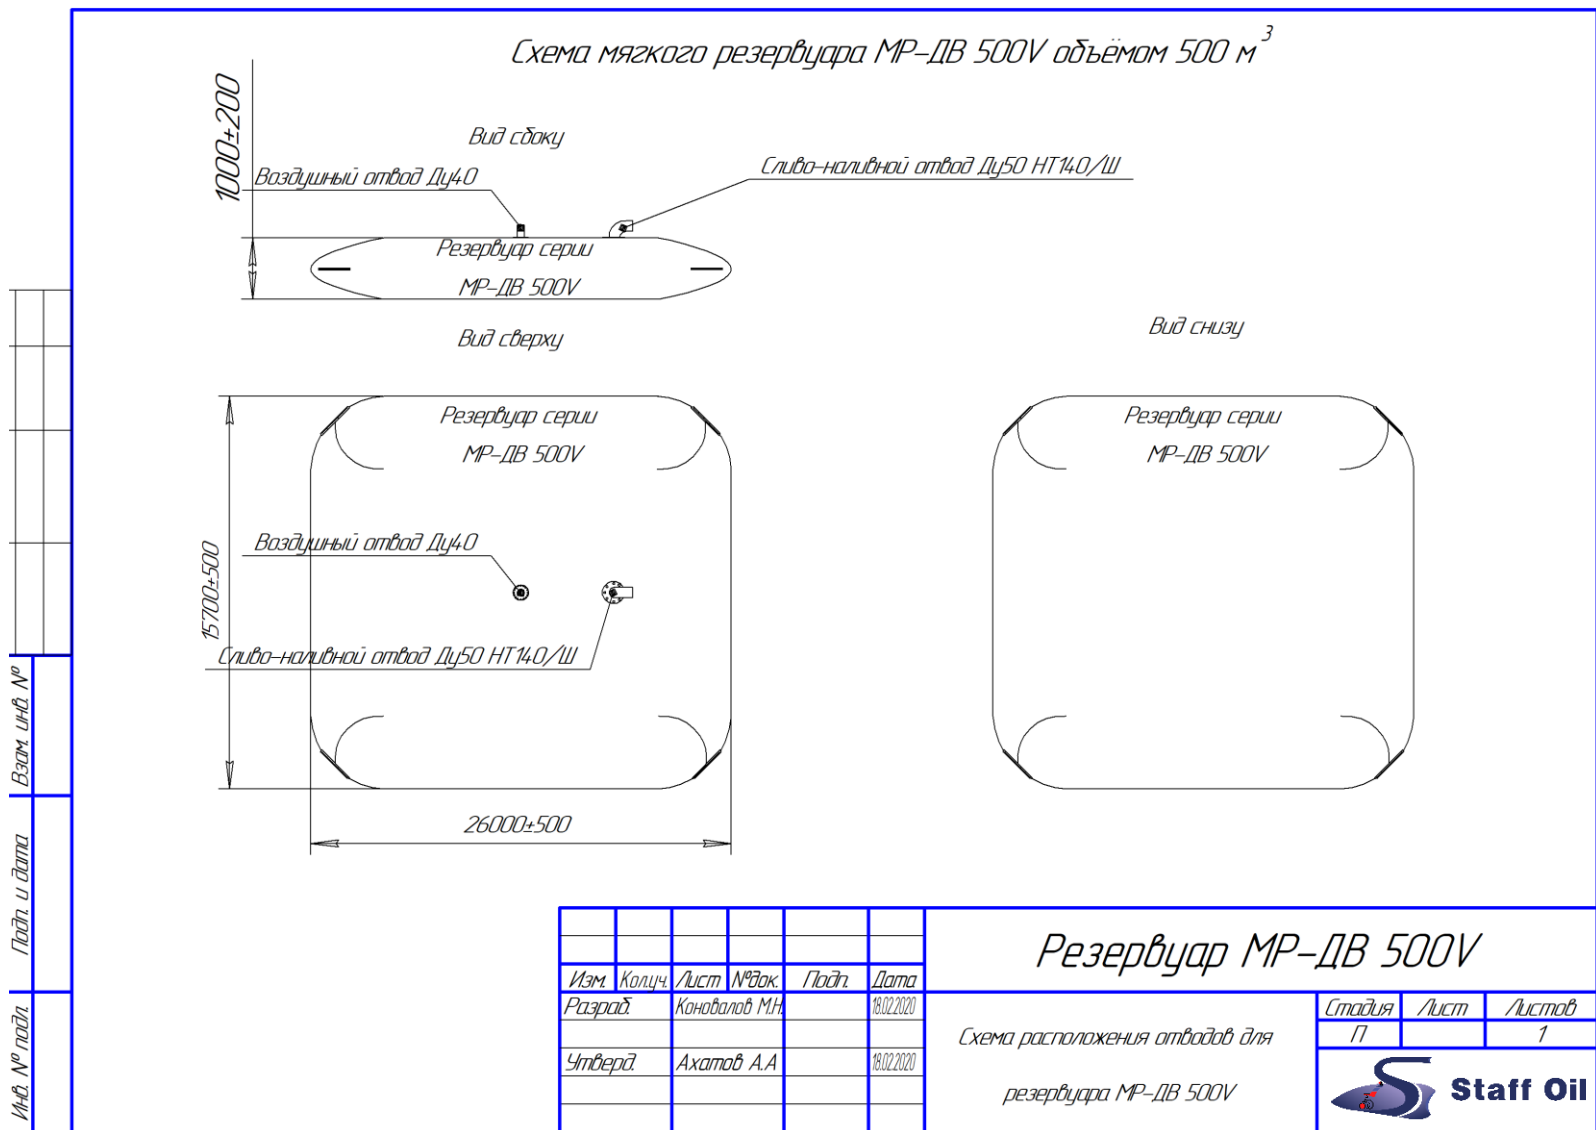 Схема мягкого резервуара МР-ДВ 500V объёмом 500 м³
1000±200
Вид сбоку
Воздушный отвод Ду40
Сливо-наливной отвод Ду50 НТ140/Ш
Резервуар серии
МР-ДВ 500V
Вид сверху
Вид снизу
Резервуар серии
МР-ДВ 500V
Резервуар серии
МР-ДВ 500V
Воздушный отвод Ду40
15700±500
Сливо-наливной отвод Ду50 НТ140/Ш
26000±500
Взам. инв. №
Подп. и дата
Инв. № подл.
Резервуар МР-ДВ 500V
Изм. Кол.уч. Лист №док. Подп. Дата
Разраб. Коновалов М.Н. 18.02.2020
Утверд. Ахатов А.А 18.02.2020
Схема расположения отводов для
резервуара МР-ДВ 500V
Стадия Лист Листов
П 1
Staff Oil